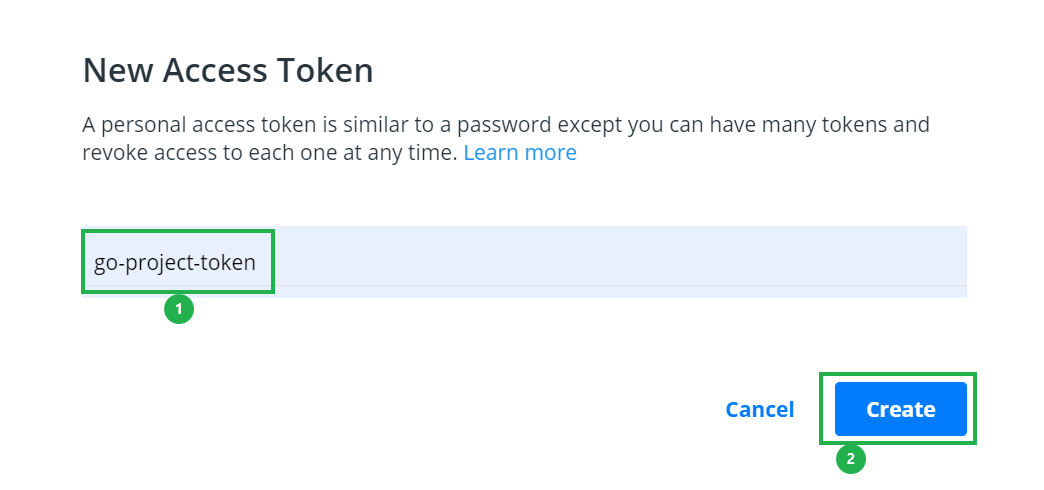 New Access Token
A personal access token is similar to a password except you can have many tokens and
revoke access to each one at any time. Learn more
go-project-token
1
Cancel
Create
2